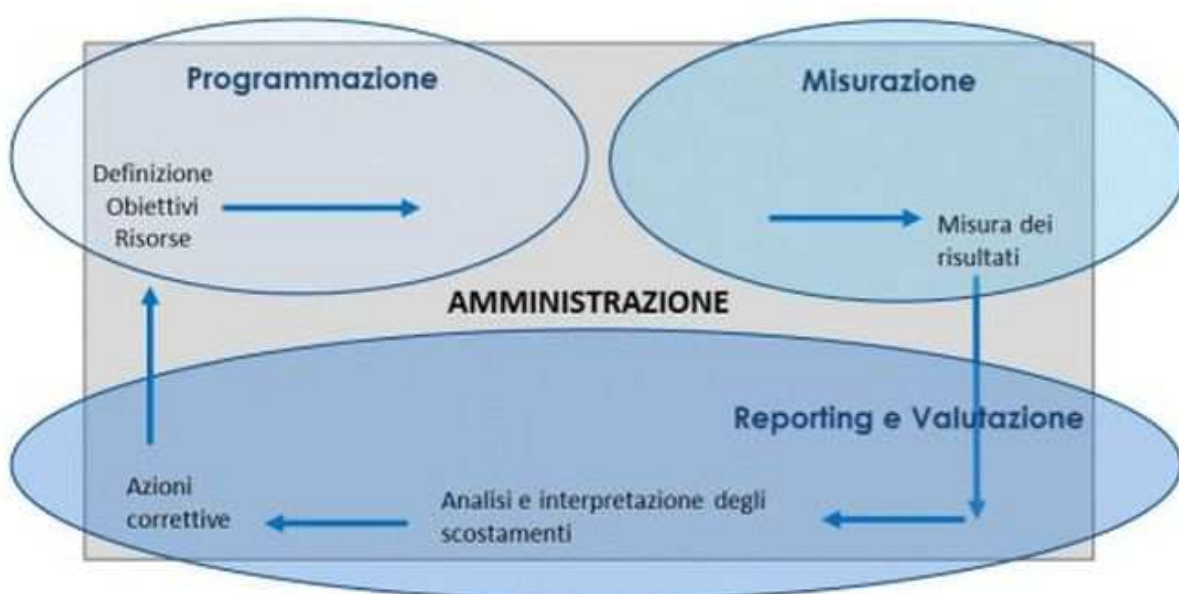 Programmazione
Misurazione
Definizione
Obiettivi
Risorse
Misura dei
risultati
AMMINISTRAZIONE
Reporting e Valutazione
Azioni
correttive
Analisi e interpretazione degli
scostamenti